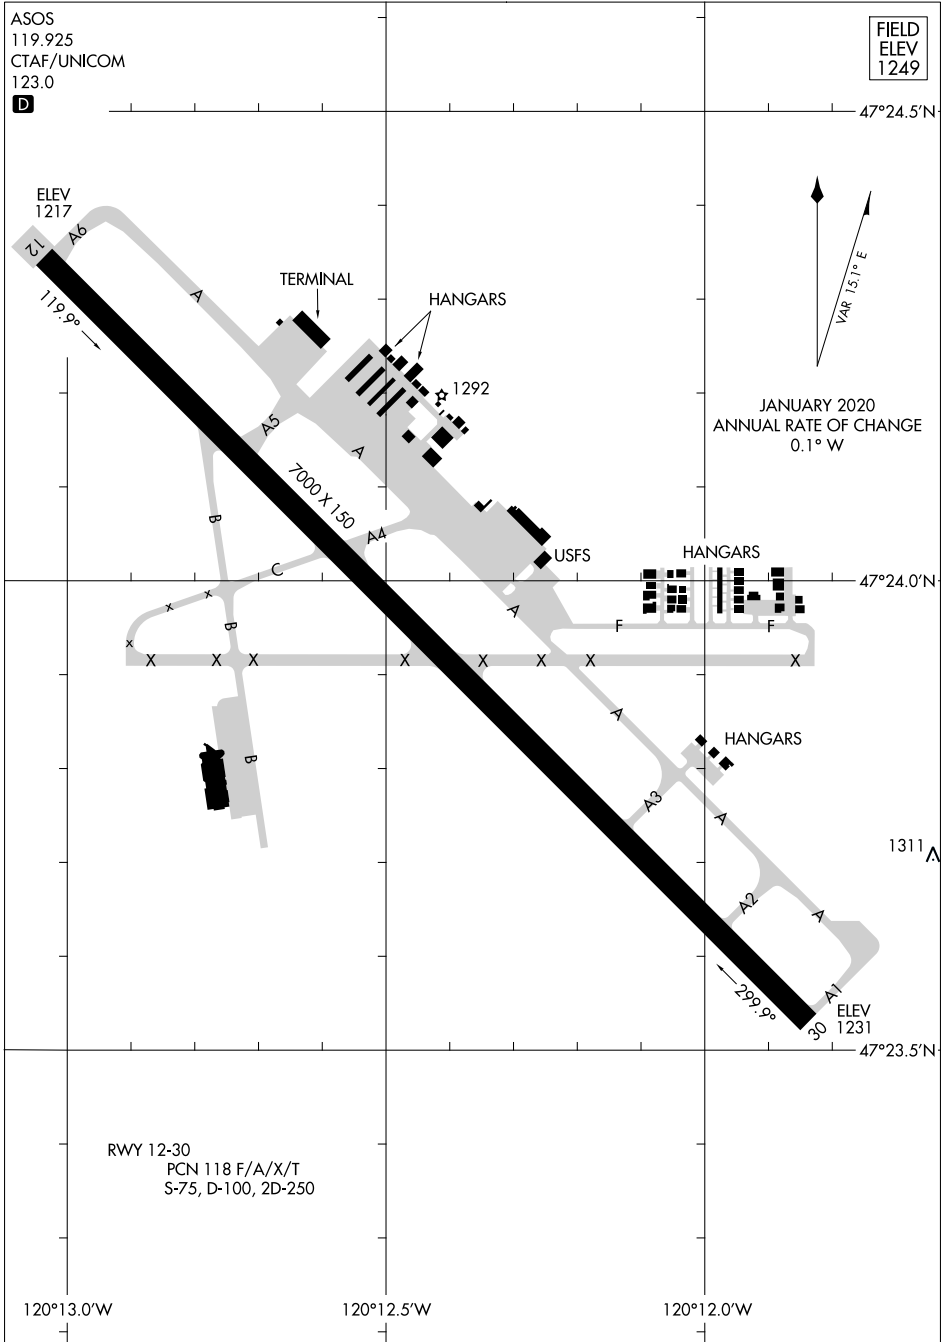 ASOS
119.925
CTAF/UNICOM
123.0
D
FIELD
ELEV
1249
47°24.5'N
ELEV
1217
12
A6
A
119.9°
TERMINAL
HANGARS
1292
VAR 15.1° E
JANUARY 2020
ANNUAL RATE OF CHANGE
0.1° W
A5
A
7000 X 150
B
A4
C
USFS
HANGARS
47°24.0'N
x
x
x
B
A
F
F
X
X
X
X
X
X
X
X
A
HANGARS
B
A3
A
1311
A2
A
299.9°
A1
30
ELEV
1231
47°23.5'N
RWY 12-30
PCN 118 F/A/X/T
S-75, D-100, 2D-250
120°13.0'W
120°12.5'W
120°12.0'W